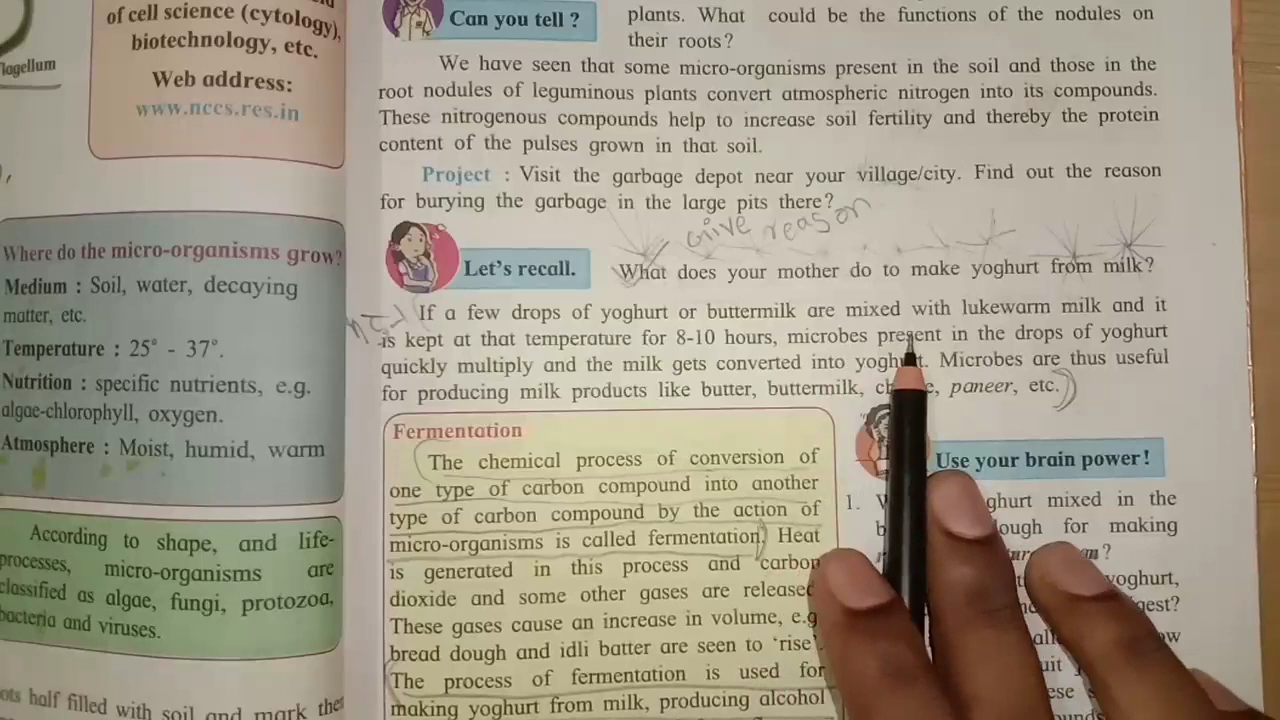 of cell science (cytology),
biotechnology, etc.
Web address:
www.nccs.res.in
Where do the micro-organisms grow?
Medium : Soil, water, decaying
matter, etc.
Temperature : 25° - 37°.
Nutrition : specific nutrients, e.g.
algae-chlorophyll, oxygen.
Atmosphere : Moist, humid, warm
According to shape, and life-
processes, micro-organisms are
classified as algae, fungi, protozoa,
bacteria and viruses.
half filled with soil and mark
Can you tell ?
plants. What could be the functions of the nodules on
their roots?
We have seen that some micro-organisms present in the soil and those in the
root nodules of leguminous plants convert atmospheric nitrogen into its compounds.
These nitrogenous compounds help to increase soil fertility and thereby the protein
content of the pulses grown in that soil.
Project : Visit the garbage depot near your village/city. Find out the reason
for burying the garbage in the large pits there?
Give reason
Let's recall.
What does your mother do to make yoghurt from milk?
If a few drops of yoghurt or buttermilk are mixed with lukewarm milk and it
is kept at that temperature for 8-10 hours, microbes present in the drops of yoghurt
quickly multiply and the milk gets converted into yoghurt. Microbes are thus useful
for producing milk products like butter, buttermilk, paneer, etc.
Fermentation
The chemical process of conversion of
one type of carbon compound into another
type of carbon compound by the action of
micro-organisms is called fermentation. Heat
is generated in this process and carbon
dioxide and some other gases are released.
These gases cause an increase in volume, e.g.
bread dough and idli batter are seen to 'rise'.
The process of fermentation is used for
making yoghurt from milk, producing alcohol
Use your brain power!
1. mixed in the
for making
yoghurt,